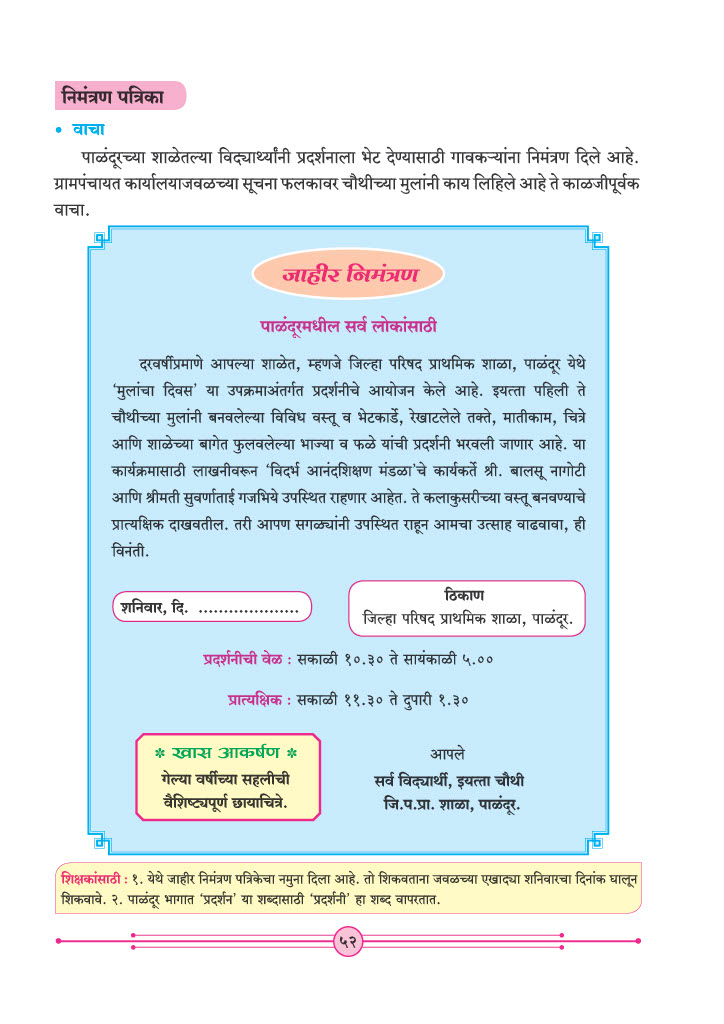 निमंत्रण पत्रिका
• वाचा
पाळंदूरच्या शाळेतल्या विद्यार्थ्यांनी प्रदर्शनाला भेट देण्यासाठी गावकऱ्यांना निमंत्रण दिले आहे.
ग्रामपंचायत कार्यालयाजवळच्या सूचना फलकावर चौथीच्या मुलांनी काय लिहिले आहे ते काळजीपूर्वक
वाचा.
जाहीर निमंत्रण
पाळंदूरमधील सर्व लोकांसाठी
दरवर्षीप्रमाणे आपल्या शाळेत, म्हणजे जिल्हा परिषद प्राथमिक शाळा, पाळंदूर येथे
‘मुलांचा दिवस’ या उपक्रमाअंतर्गत प्रदर्शनीचे आयोजन केले आहे. इयत्ता पहिली ते
चौथीच्या मुलांनी बनवलेल्या विविध वस्तू व भेटकार्डे, रेखाटलेले तक्ते, मातीकाम, चित्रे
आणि शाळेच्या बागेत फुलवलेल्या भाज्या व फळे यांची प्रदर्शनी भरवली जाणार आहे. या
कार्यक्रमासाठी लाखनीवरून ‘विदर्भ आनंदशिक्षण मंडळा’चे कार्यकर्ते श्री. बालसू नागोटी
आणि श्रीमती सुवर्णाताई गजभिये उपस्थित राहणार आहेत. ते कलाकुसरीच्या वस्तू बनवण्याचे
प्रात्यक्षिक दाखवतील. तरी आपण सगळ्यांनी उपस्थित राहून आमचा उत्साह वाढवावा, ही
विनंती.
शनिवार, दि. ....................
ठिकाण
जिल्हा परिषद प्राथमिक शाळा, पाळंदूर.
प्रदर्शनीची वेळ : सकाळी १०.३० ते सायंकाळी ५.००
प्रात्यक्षिक : सकाळी ११.३० ते दुपारी १.३०
* खास आकर्षण *
गेल्या वर्षीच्या सहलीची
वैशिष्ट्यपूर्ण छायाचित्रे.
आपले
सर्व विद्यार्थी, इयत्ता चौथी
जि.प.प्रा. शाळा, पाळंदूर.
शिक्षकांसाठी : १. येथे जाहीर निमंत्रण पत्रिकेचा नमुना दिला आहे. तो शिकवताना जवळच्या एखाद्या शनिवारचा दिनांक घालून
शिकवावे. २. पाळंदूर भागात ‘प्रदर्शन’ या शब्दासाठी ‘प्रदर्शनी’ हा शब्द वापरतात.
५२